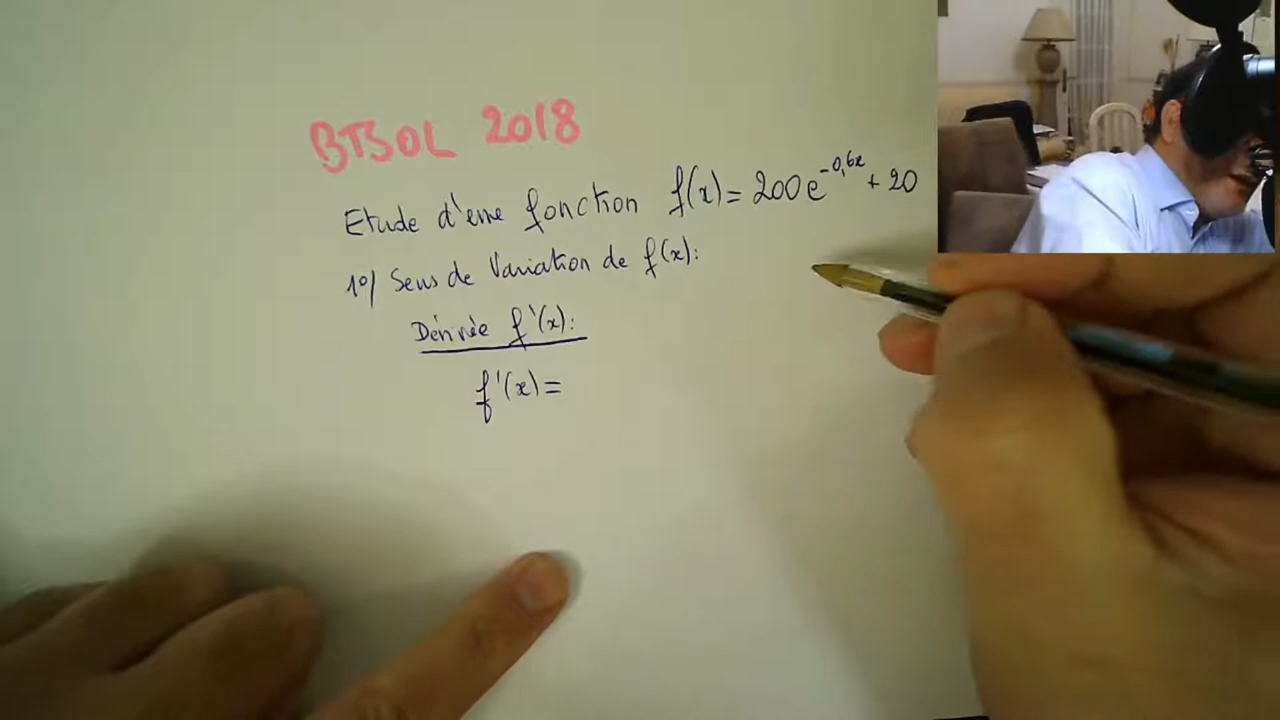 BTSOL 2018
Etude d'une fonction f(x) = 200e^-0,6x + 20
1°/ Sens de Variation de f(x):
Dérivée f'(x):
f'(x) =